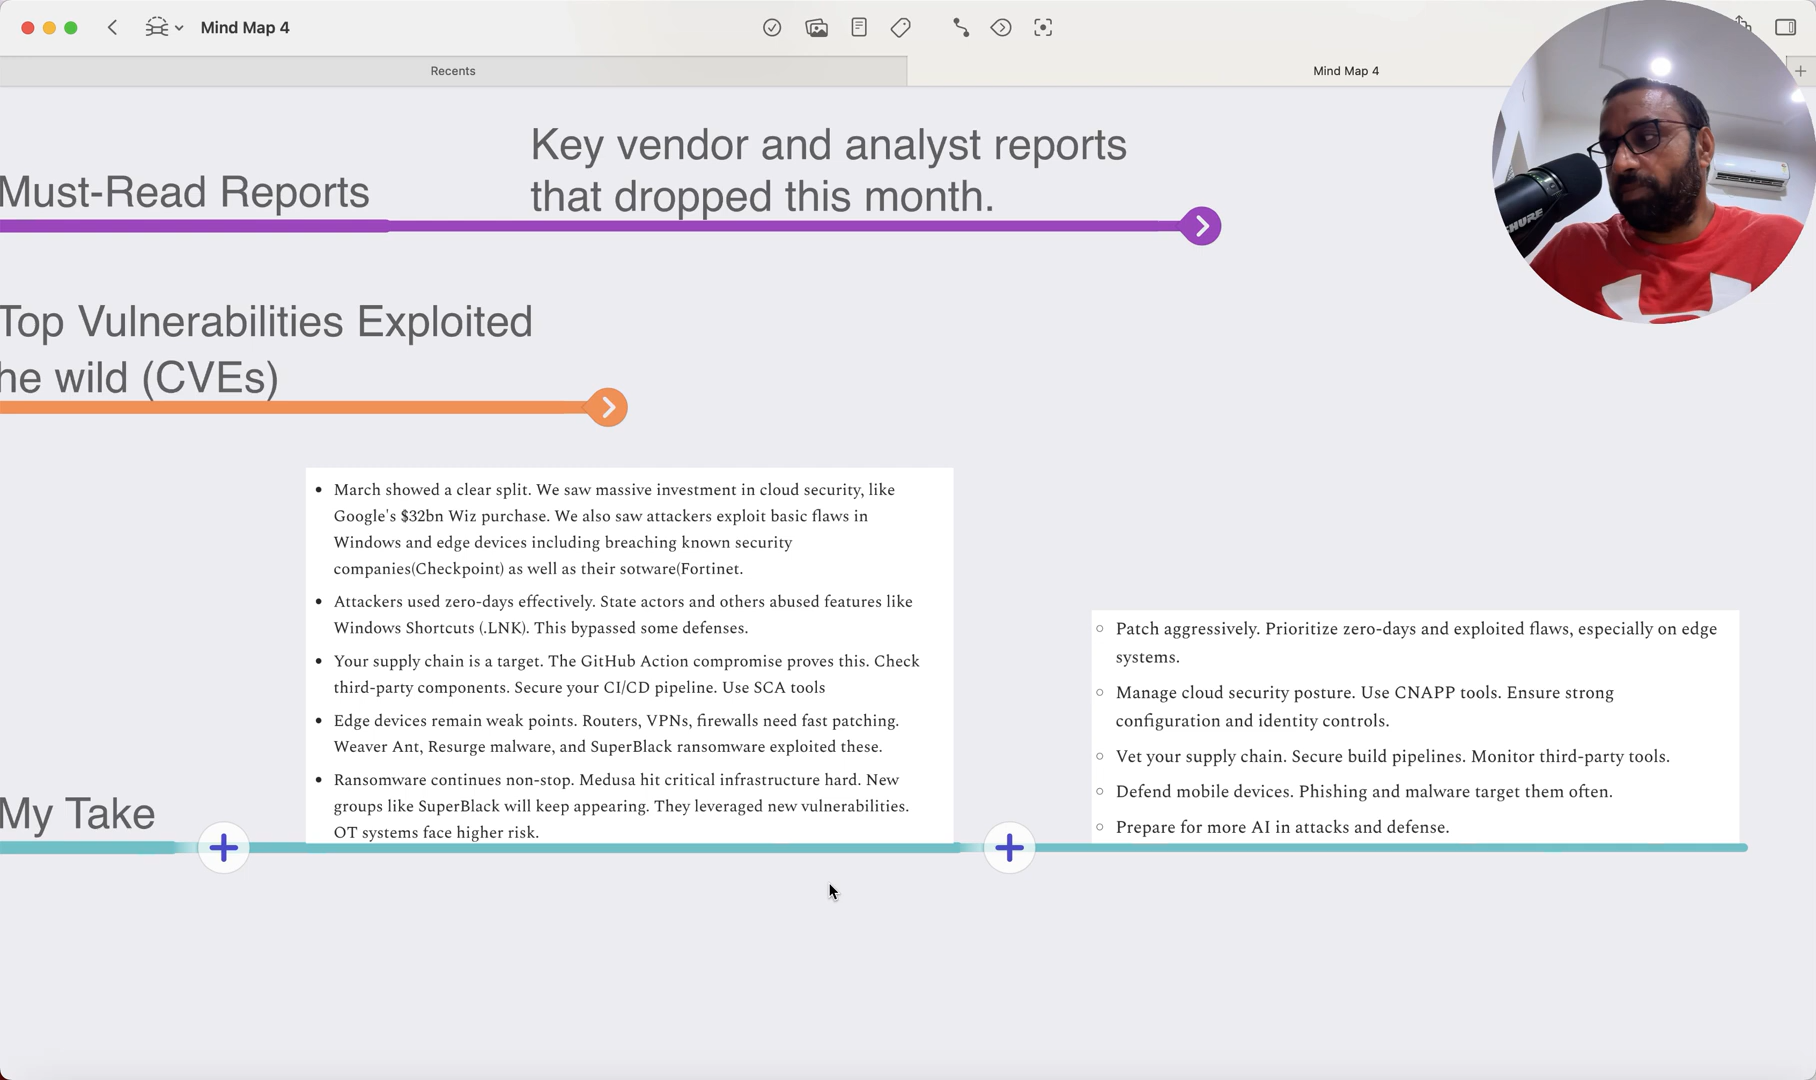 Mind Map 4
Recents
Mind Map 4
Key vendor and analyst reports
that dropped this month.
Must-Read Reports
Top Vulnerabilities Exploited
he wild (CVEs)
• March showed a clear split. We saw massive investment in cloud security, like
Google's $32bn Wiz purchase. We also saw attackers exploit basic flaws in
Windows and edge devices including breaching known security
companies(Checkpoint) as well as their sotware(Fortinet.
• Attackers used zero-days effectively. State actors and others abused features like
Windows Shortcuts (.LNK). This bypassed some defenses.
• Your supply chain is a target. The GitHub Action compromise proves this. Check
third-party components. Secure your CI/CD pipeline. Use SCA tools
• Edge devices remain weak points. Routers, VPNs, firewalls need fast patching.
Weaver Ant, Resurge malware, and SuperBlack ransomware exploited these.
• Ransomware continues non-stop. Medusa hit critical infrastructure hard. New
groups like SuperBlack will keep appearing. They leveraged new vulnerabilities.
OT systems face higher risk.
My Take
○ Patch aggressively. Prioritize zero-days and exploited flaws, especially on edge
systems.
○ Manage cloud security posture. Use CNAPP tools. Ensure strong
configuration and identity controls.
○ Vet your supply chain. Secure build pipelines. Monitor third-party tools.
○ Defend mobile devices. Phishing and malware target them often.
○ Prepare for more AI in attacks and defense.
SHURE